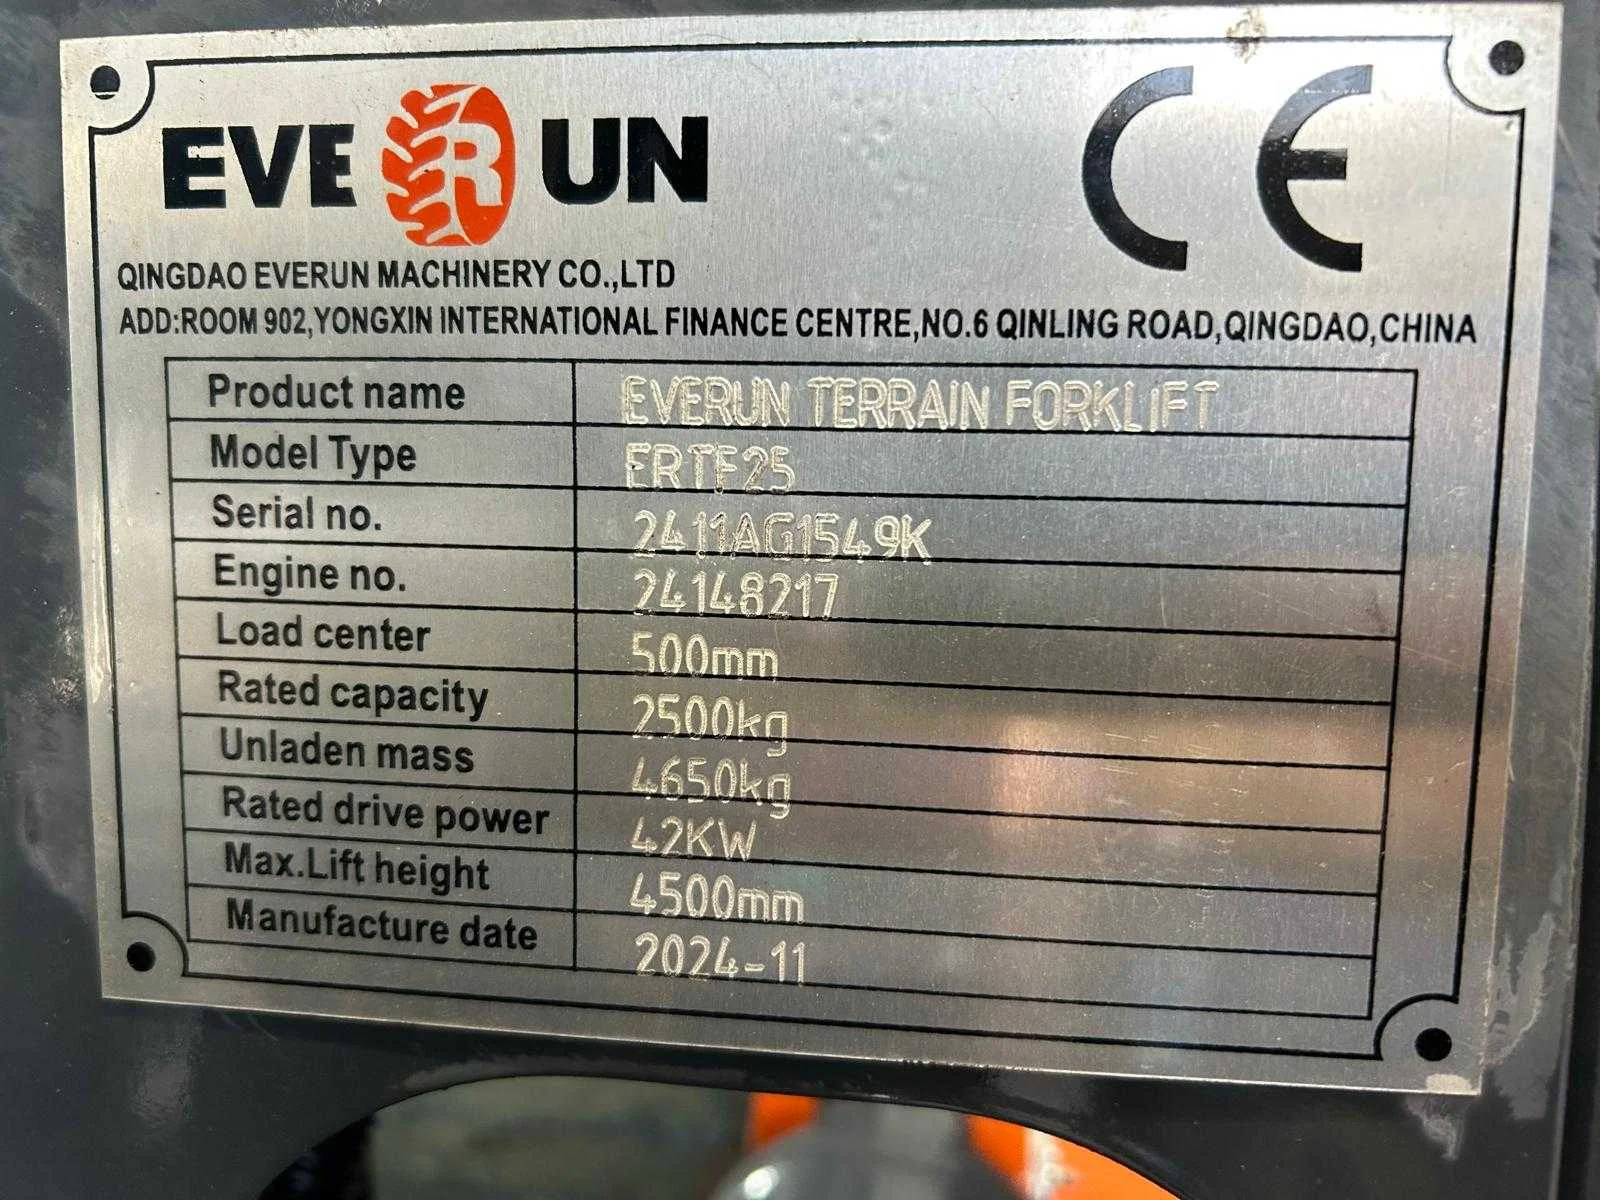 EVERUN
CE
QINGDAO EVERUN MACHINERY CO.,LTD
ADD:ROOM 902,YONGXIN INTERNATIONAL FINANCE CENTRE,NO.6 QINLING ROAD,QINGDAO,CHINA
Product name EVERUN TERRAIN FORKLIFT
Model Type ERTF25
Serial no. 2411AG1549K
Engine no. 24148217
Load center 500mm
Rated capacity 2500kg
Unladen mass 4650kg
Rated drive power 42KW
Max.Lift height 4500mm
Manufacture date 2024-11